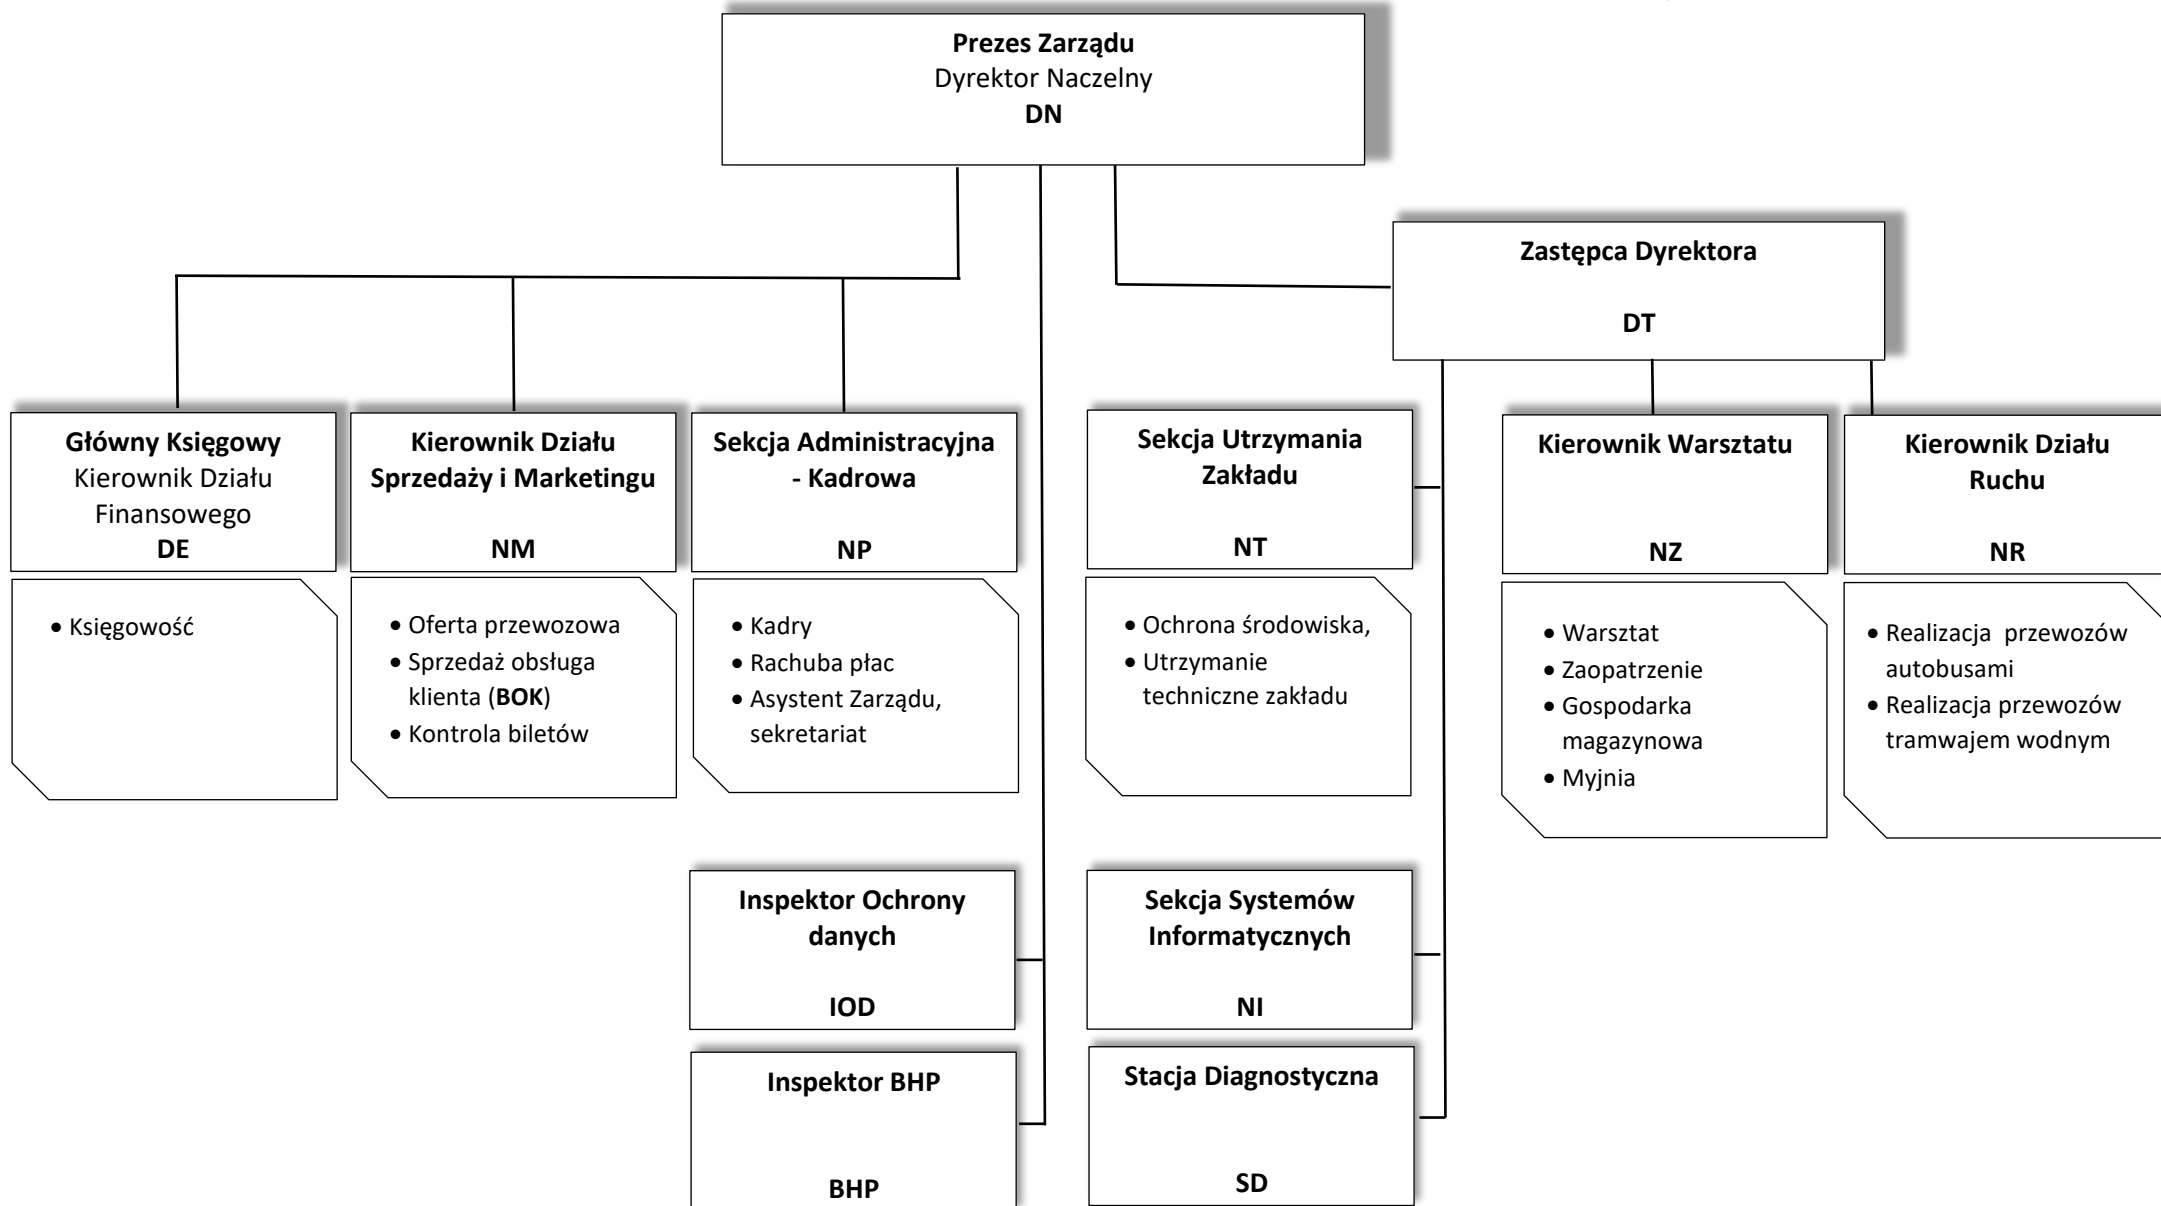 Prezes Zarządu
Dyrektor Naczelny
DN
Zastępca Dyrektora
DT
Główny Księgowy
Kierownik Działu
Finansowego
DE
Kierownik Działu
Sprzedaży i Marketingu
NM
Sekcja Administracyjna
- Kadrowa
NP
Sekcja Utrzymania
Zakładu
NT
Kierownik Warsztatu
NZ
Kierownik Działu
Ruchu
NR
• Księgowość
• Oferta przewozowa
• Sprzedaż obsługa
klienta (BOK)
• Kontrola biletów
• Kadry
• Rachuba płac
• Asystent Zarządu,
sekretariat
• Ochrona środowiska,
• Utrzymanie
techniczne zakładu
• Warsztat
• Zaopatrzenie
• Gospodarka
magazynowa
• Myjnia
• Realizacja przewozów
autobusami
• Realizacja przewozów
tramwajem wodnym
Inspektor Ochrony
danych
IOD
Sekcja Systemów
Informatycznych
NI
Inspektor BHP
BHP
Stacja Diagnostyczna
SD